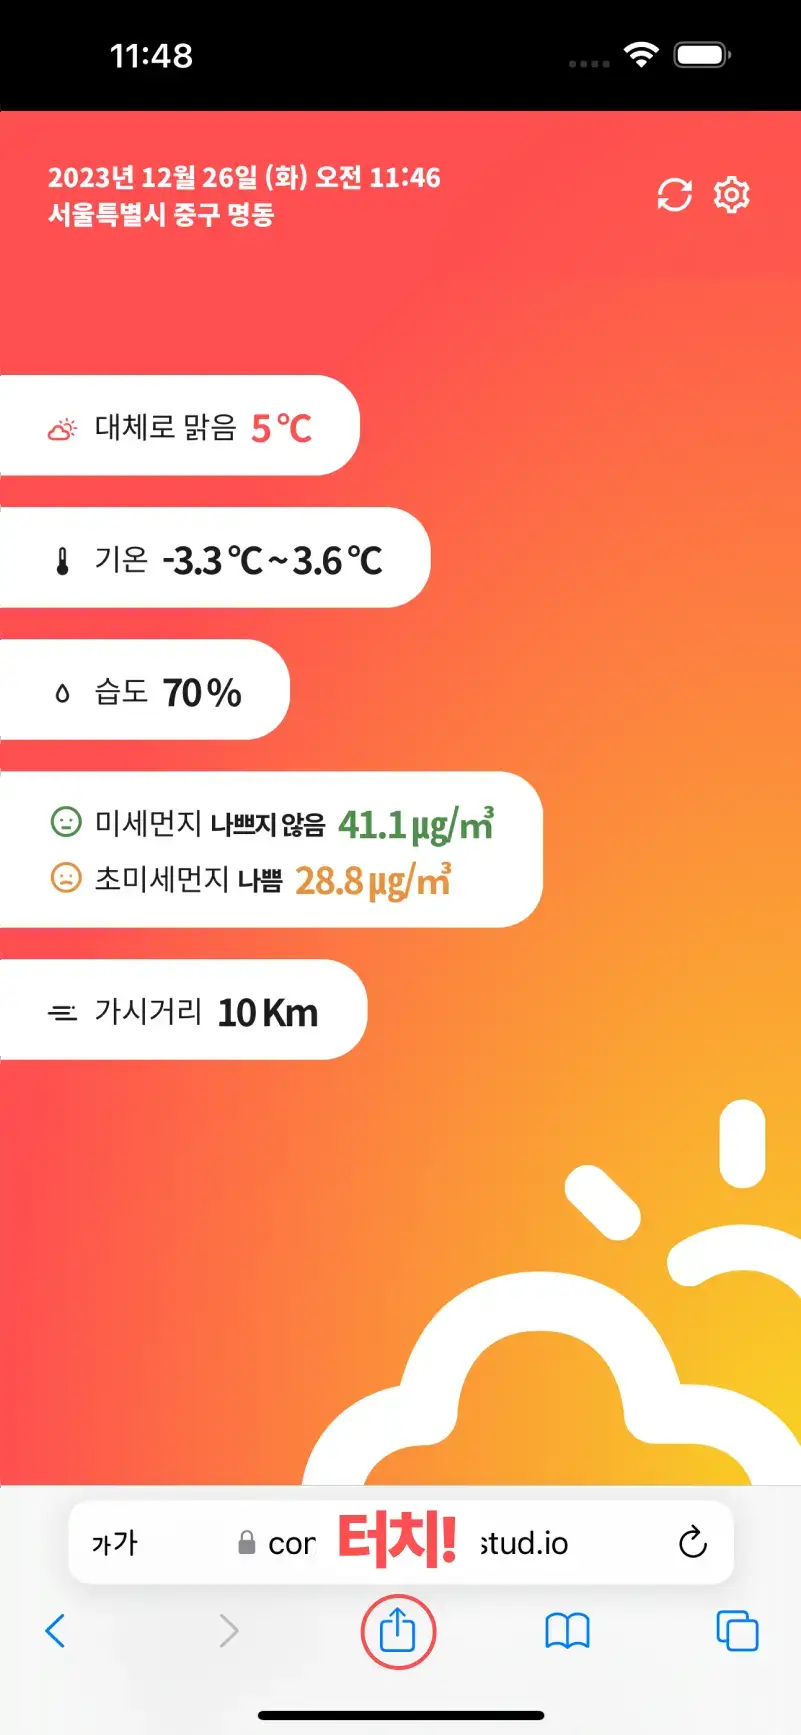 11:48
2023년 12월 26일 (화) 오전 11:46
서울특별시 중구 명동
대체로 맑음 5℃
기온 -3.3℃~3.6℃
습도 70%
미세먼지 나쁘지 않음 41.1㎍/㎥
초미세먼지 나쁨 28.8㎍/㎥
가시거리 10Km
가가 cor 터치! stud.io